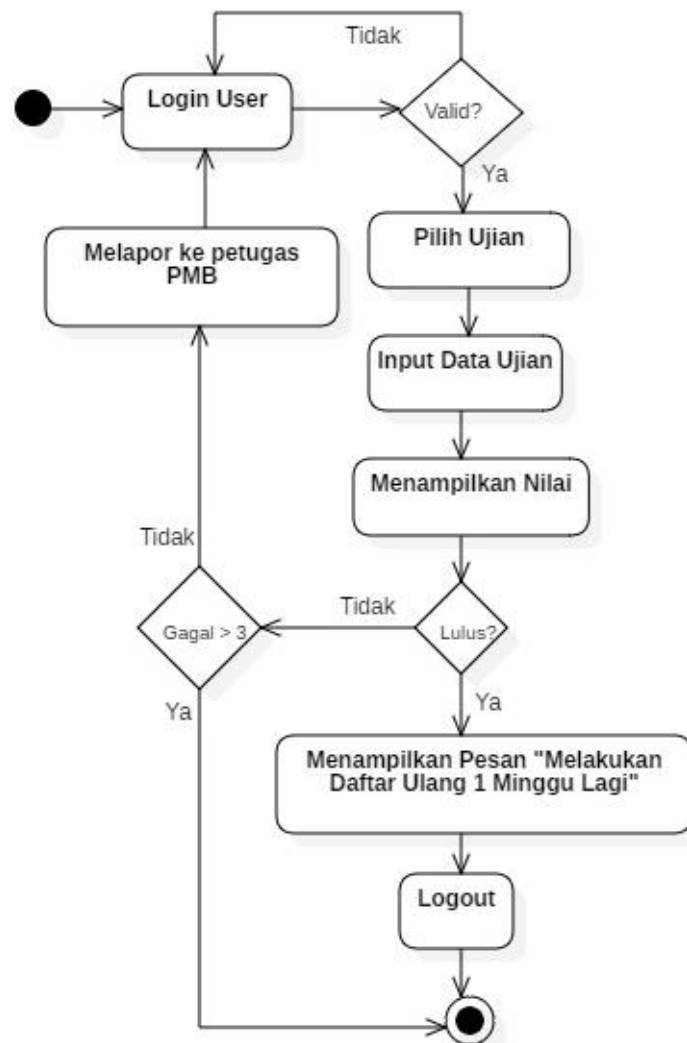 Tidak
Login User
Valid?
Ya
Melapor ke petugas
PMB
Pilih Ujian
Input Data Ujian
Menampilkan Nilai
Tidak
Tidak
Gagal > 3
Lulus?
Ya
Ya
Menampilkan Pesan "Melakukan
Daftar Ulang 1 Minggu Lagi"
Logout